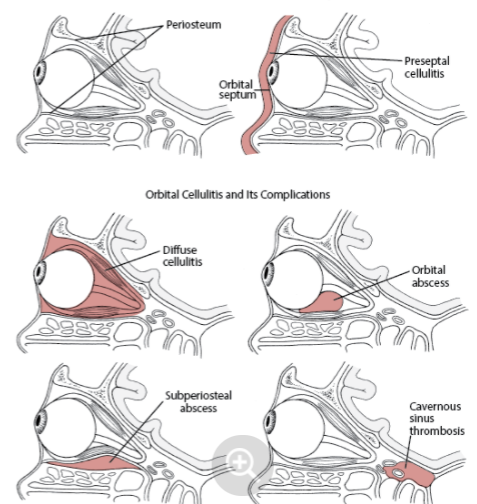 Periosteum
Preseptal
cellulitis
Orbital
septum
Orbital Cellulitis and Its Complications
Diffuse
cellulitis
Orbital
abscess
Subperiosteal
abscess
Cavernous
sinus
thrombosis